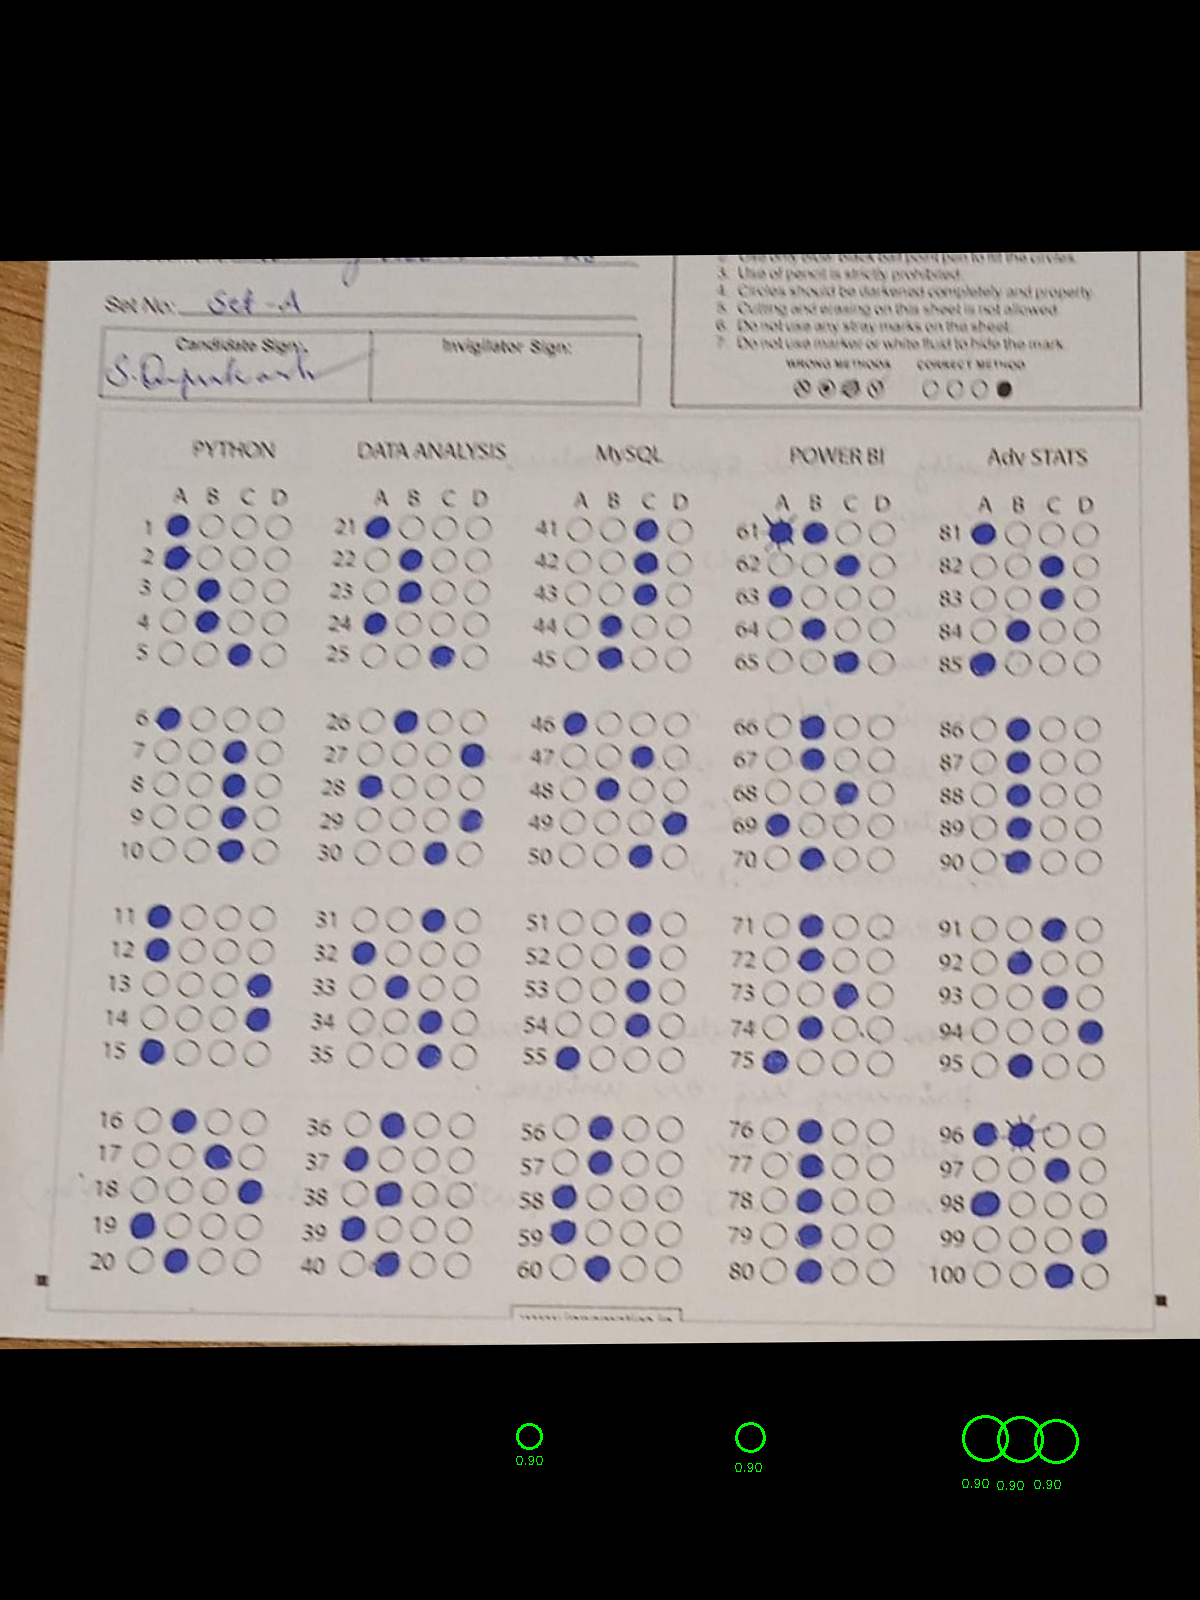 Set No: Set-A
3. Use of pencil is strictly prohibited.
4. Circles should be darkened completely and properly.
5. Cutting and erasing on this sheet is not allowed.
6. Do not use any stray marks on the sheet.
7. Do not use marker or white fluid to hide the mark.
Candidate Sign: Invigilator Sign:
WRONG METHODS CORRECT METHOD
PYTHON DATA ANALYSIS MySQL POWER BI Adv STATS
A B C D A B C D A B C D A B C D A B C D
1 21 41 61 81
2 22 42 62 82
3 23 43 63 83
4 24 44 64 84
5 25 45 65 85
6 26 46 66 86
7 27 47 67 87
8 28 48 68 88
9 29 49 69 89
10 30 50 70 90
11 31 51 71 91
12 32 52 72 92
13 33 53 73 93
14 34 54 74 94
15 35 55 75 95
16 36 56 76 96
17 37 57 77 97
18 38 58 78 98
19 39 59 79 99
20 40 60 80 100
0.90 0.90 0.90 0.90 0.90